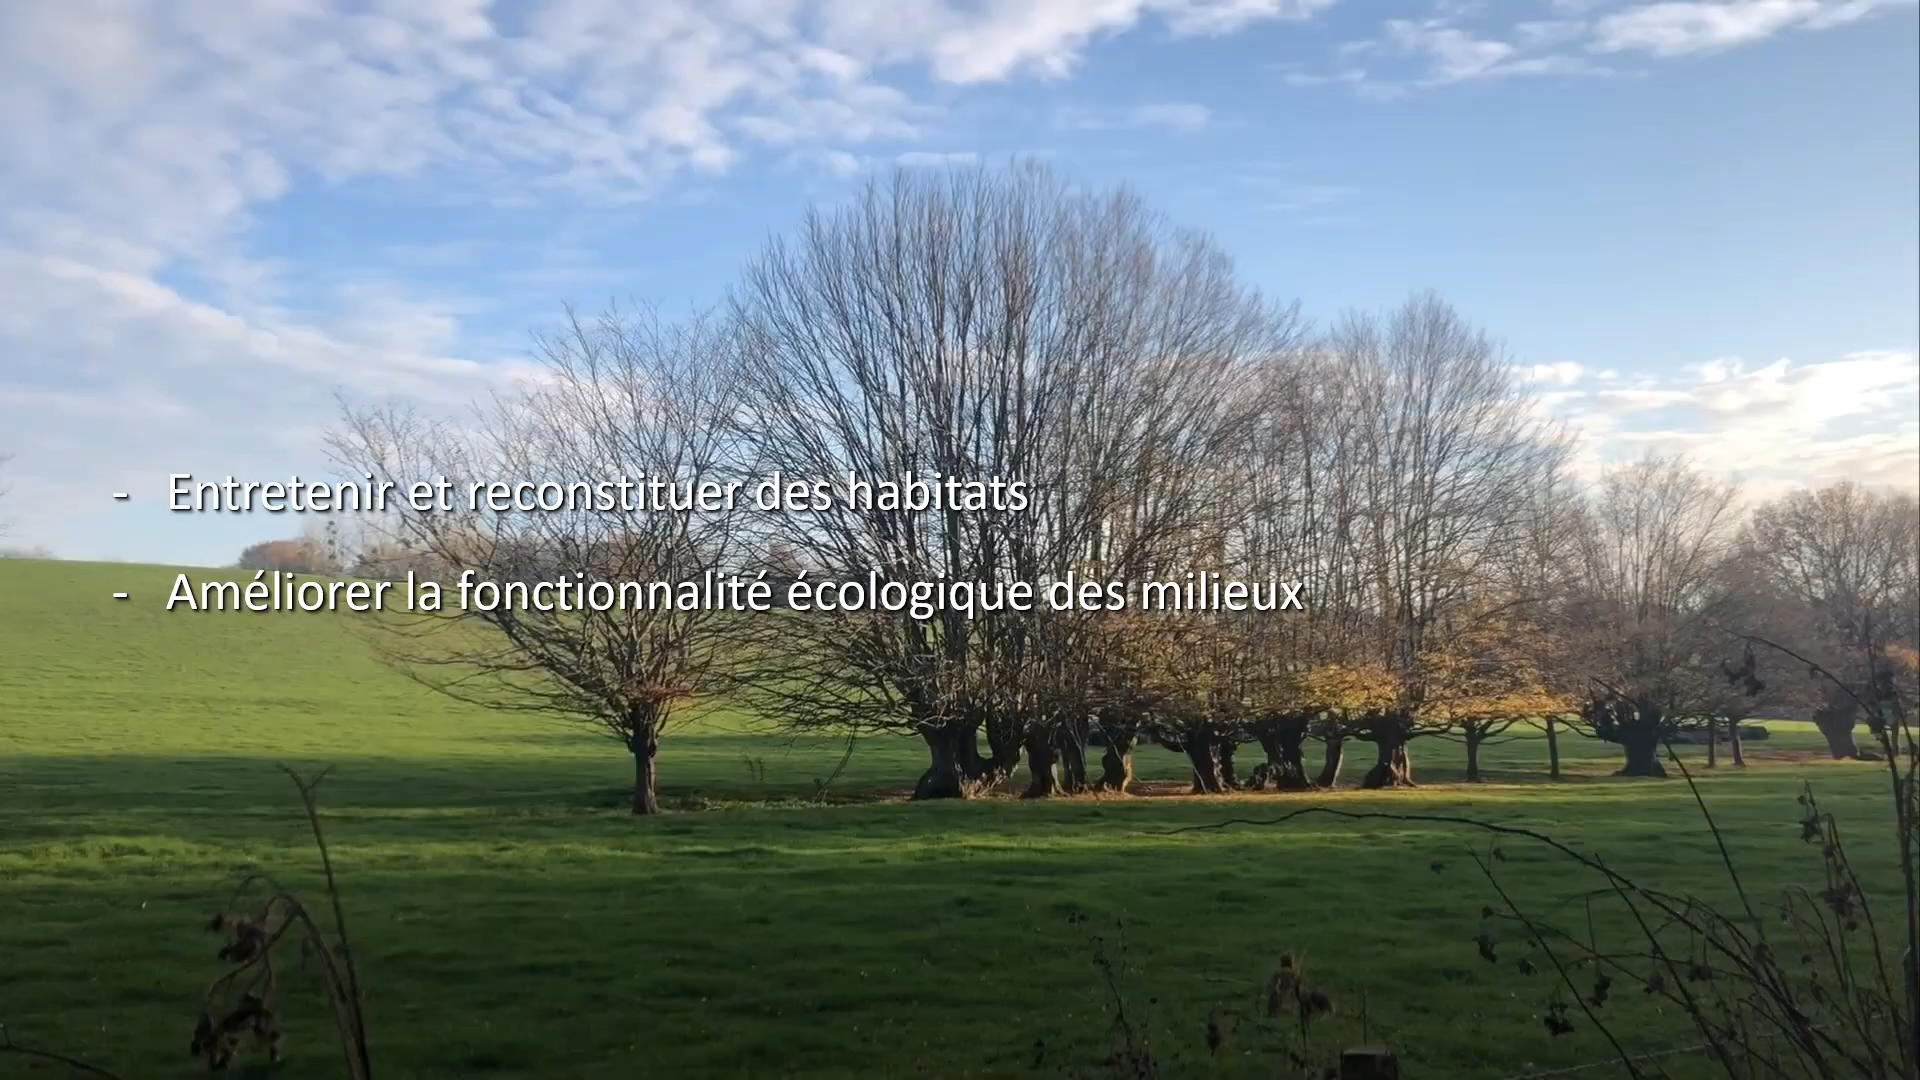 - Entretenir et reconstituer des habitats
- Améliorer la fonctionnalité écologique des milieux